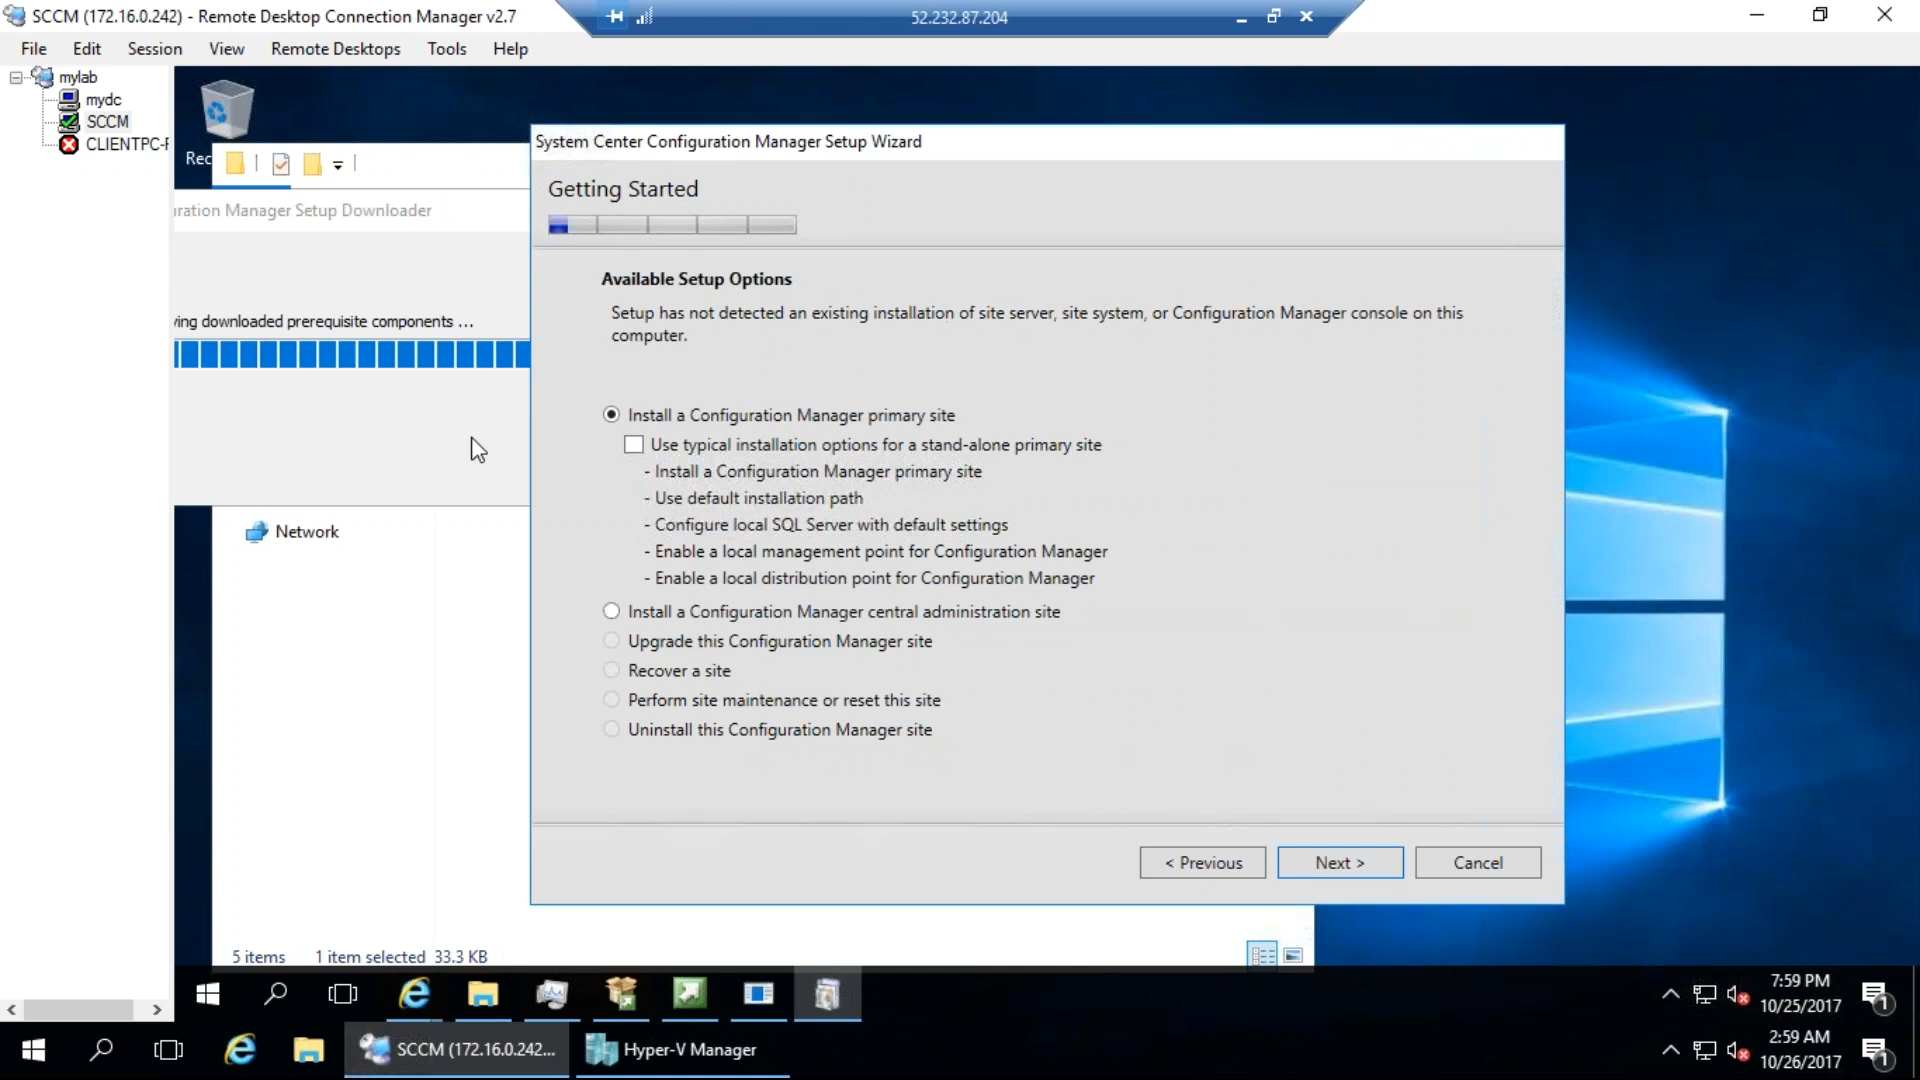 SCCM (172.16.0.242) - Remote Desktop Connection Manager v2.7
52.232.87.204
File Edit Session View Remote Desktops Tools Help
mylab
mydc
SCCM
CLIENTPC-
Rec
ration Manager Setup Downloader
ying downloaded prerequisite components ...
Network
5 items 1 item selected 33.3 KB
System Center Configuration Manager Setup Wizard
Getting Started
Available Setup Options
Setup has not detected an existing installation of site server, site system, or Configuration Manager console on this
computer.
Install a Configuration Manager primary site
Use typical installation options for a stand-alone primary site
- Install a Configuration Manager primary site
- Use default installation path
- Configure local SQL Server with default settings
- Enable a local management point for Configuration Manager
- Enable a local distribution point for Configuration Manager
Install a Configuration Manager central administration site
Upgrade this Configuration Manager site
Recover a site
Perform site maintenance or reset this site
Uninstall this Configuration Manager site
< Previous Next > Cancel
7:59 PM
10/25/2017
1
SCCM (172.16.0.242... Hyper-V Manager
2:59 AM
10/26/2017
1